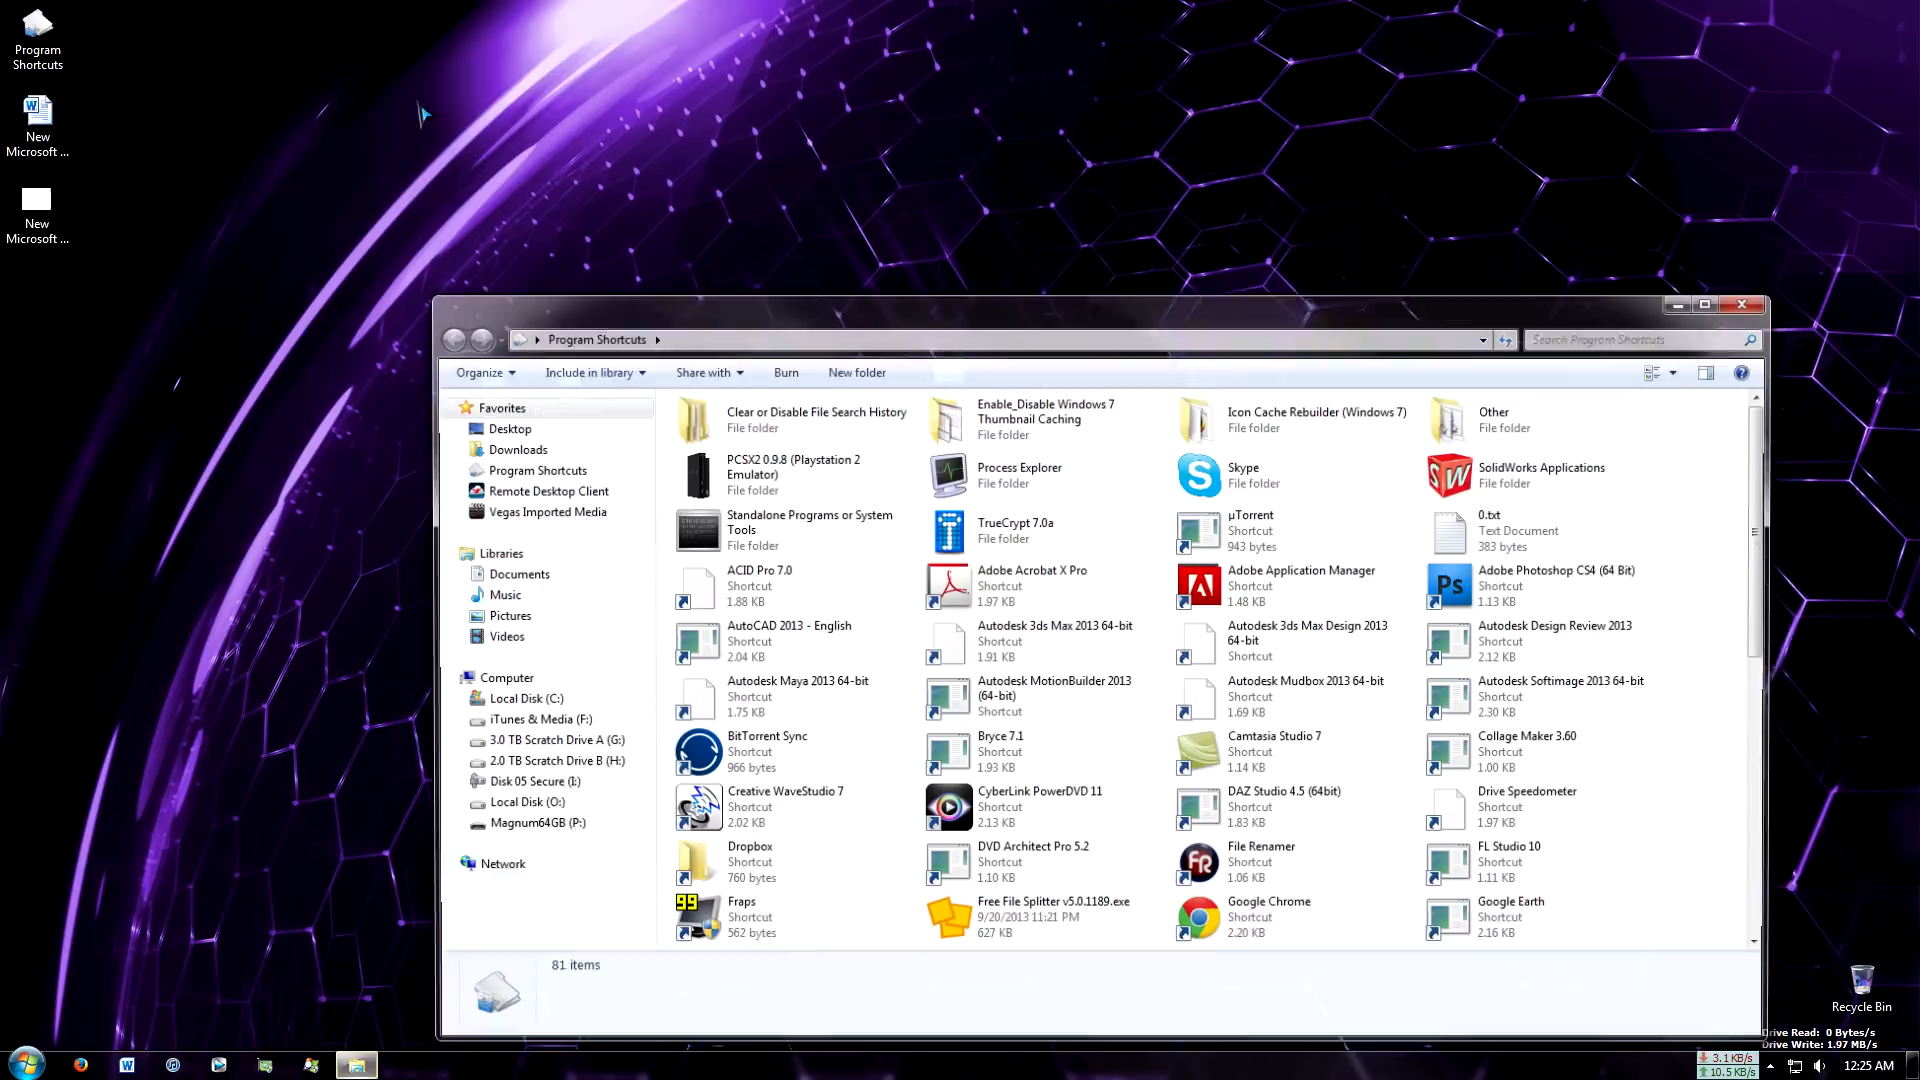 Program
Shortcuts
New
Microsoft ...
New
Microsoft ...
Program Shortcuts
Search Program Shortcuts
Organize
Include in library
Share with
Burn
New folder
Favorites
Desktop
Downloads
Program Shortcuts
Remote Desktop Client
Vegas Imported Media
Libraries
Documents
Music
Pictures
Videos
Computer
Local Disk (C:)
iTunes & Media (F:)
3.0 TB Scratch Drive A (G:)
2.0 TB Scratch Drive B (H:)
Disk 05 Secure (I:)
Local Disk (O:)
Magnum64GB (P:)
Network
Clear or Disable File Search History
File folder
Enable_Disable Windows 7
Thumbnail Caching
File folder
Icon Cache Rebuilder (Windows 7)
File folder
Other
File folder
PCSX2 0.9.8 (Playstation 2
Emulator)
File folder
Process Explorer
File folder
Skype
File folder
SW
SolidWorks Applications
File folder
Standalone Programs or System
Tools
File folder
TrueCrypt 7.0a
File folder
µTorrent
Shortcut
943 bytes
0.txt
Text Document
383 bytes
ACID Pro 7.0
Shortcut
1.88 KB
Adobe Acrobat X Pro
Shortcut
1.97 KB
Adobe Application Manager
Shortcut
1.48 KB
Ps
Adobe Photoshop CS4 (64 Bit)
Shortcut
1.13 KB
AutoCAD 2013 - English
Shortcut
2.04 KB
Autodesk 3ds Max 2013 64-bit
Shortcut
1.91 KB
Autodesk 3ds Max Design 2013
64-bit
Shortcut
Autodesk Design Review 2013
Shortcut
2.12 KB
Autodesk Maya 2013 64-bit
Shortcut
1.75 KB
Autodesk MotionBuilder 2013
(64-bit)
Shortcut
Autodesk Mudbox 2013 64-bit
Shortcut
1.69 KB
Autodesk Softimage 2013 64-bit
Shortcut
2.30 KB
BitTorrent Sync
Shortcut
966 bytes
Bryce 7.1
Shortcut
1.93 KB
Camtasia Studio 7
Shortcut
1.14 KB
Collage Maker 3.60
Shortcut
1.00 KB
Creative WaveStudio 7
Shortcut
2.02 KB
CyberLink PowerDVD 11
Shortcut
2.13 KB
DAZ Studio 4.5 (64bit)
Shortcut
1.83 KB
Drive Speedometer
Shortcut
1.97 KB
Dropbox
Shortcut
760 bytes
DVD Architect Pro 5.2
Shortcut
1.10 KB
FR
File Renamer
Shortcut
1.06 KB
FL Studio 10
Shortcut
1.11 KB
99
Fraps
Shortcut
562 bytes
Free File Splitter v5.0.1189.exe
9/20/2013 11:21 PM
627 KB
Google Chrome
Shortcut
2.20 KB
Google Earth
Shortcut
2.16 KB
81 items
Recycle Bin
Drive Read: 0 Bytes/s
Drive Write: 1.97 MB/s
3.1 KB/s
10.5 KB/s
12:25 AM